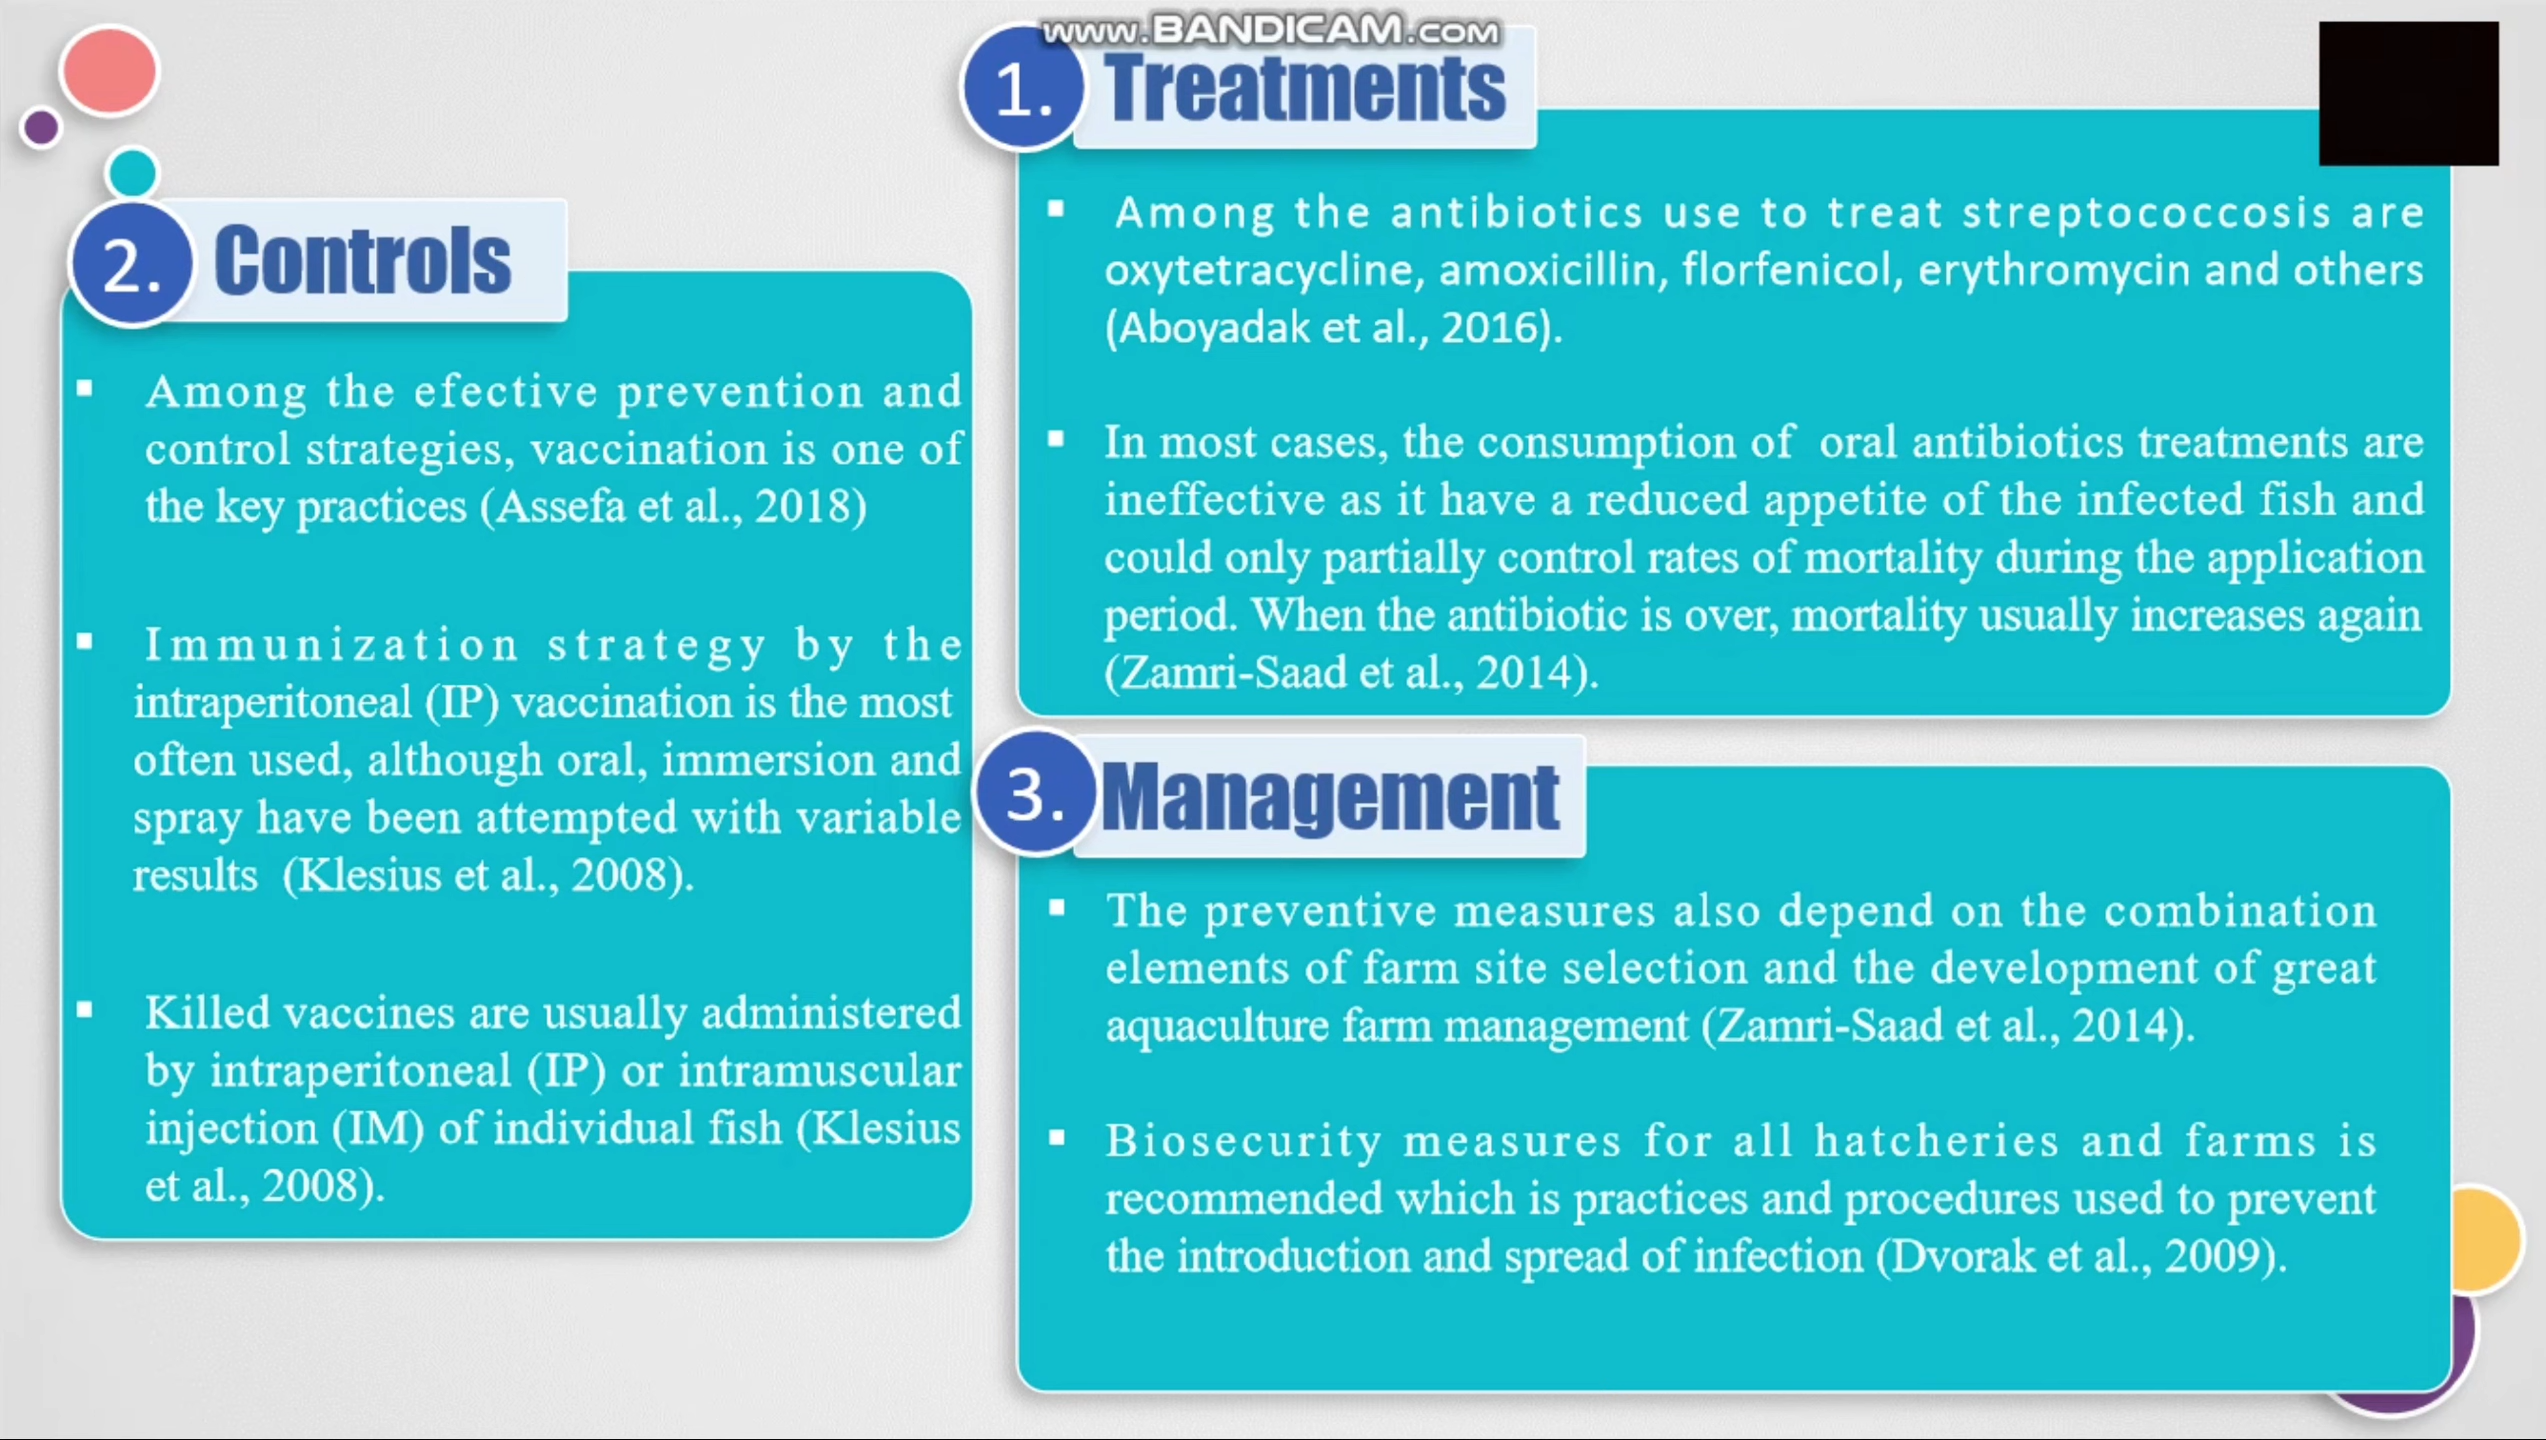 www.BANDICAM.com
1. Treatments
▪ Among the antibiotics use to treat streptococcosis are
oxytetracycline, amoxicillin, florfenicol, erythromycin and others
(Aboyadak et al., 2016).
▪ In most cases, the consumption of oral antibiotics treatments are
ineffective as it have a reduced appetite of the infected fish and
could only partially control rates of mortality during the application
period. When the antibiotic is over, mortality usually increases again
(Zamri-Saad et al., 2014).
2. Controls
▪ Among the efective prevention and
control strategies, vaccination is one of
the key practices (Assefa et al., 2018)
▪ Immunization strategy by the
intraperitoneal (IP) vaccination is the most
often used, although oral, immersion and
spray have been attempted with variable
results (Klesius et al., 2008).
▪ Killed vaccines are usually administered
by intraperitoneal (IP) or intramuscular
injection (IM) of individual fish (Klesius
et al., 2008).
3. Management
▪ The preventive measures also depend on the combination
elements of farm site selection and the development of great
aquaculture farm management (Zamri-Saad et al., 2014).
▪ Biosecurity measures for all hatcheries and farms is
recommended which is practices and procedures used to prevent
the introduction and spread of infection (Dvorak et al., 2009).